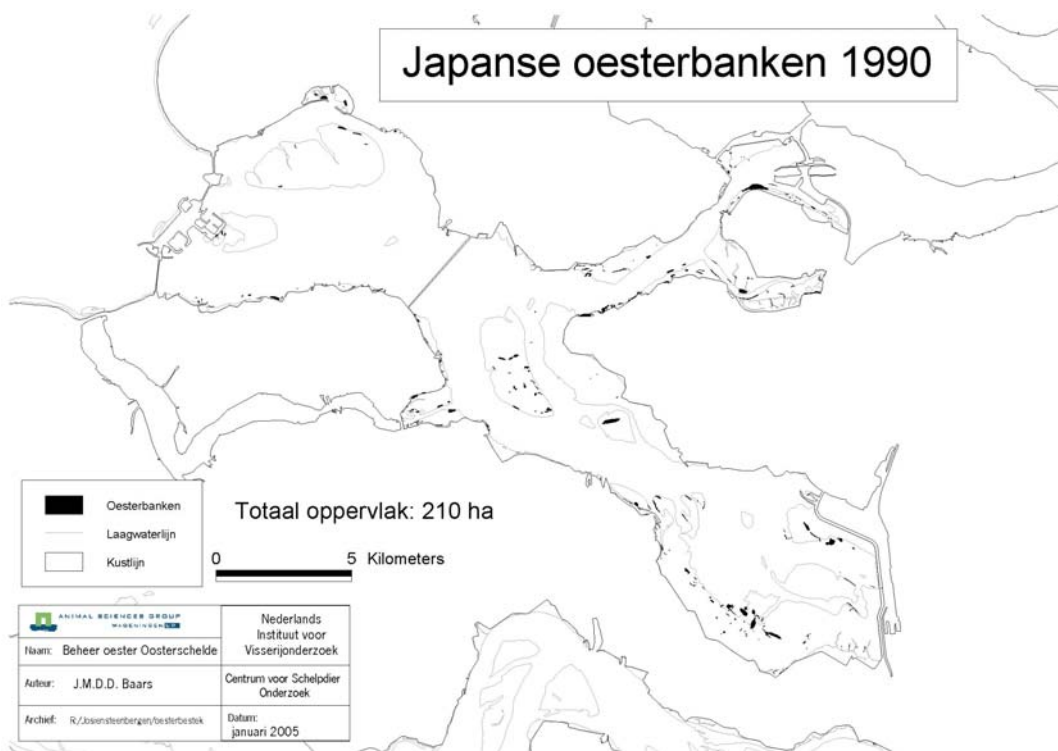 Japanse oesterbanken 1990
Oesterbanken
Laagwaterlijn
Kustlijn
Totaal oppervlak: 210 ha
0 5 Kilometers
ANIMAL SCIENCES GROUP
WAGENINGEN UR
Nederlands
Instituut voor
Visserijonderzoek
Naam: Beheer oester Oosterschelde
Auteur: J.M.D.D. Baars
Centrum voor Schelpdier
Onderzoek
Archief: R:/Josiensteenbergen/oesterbestek
Datum:
januari 2005